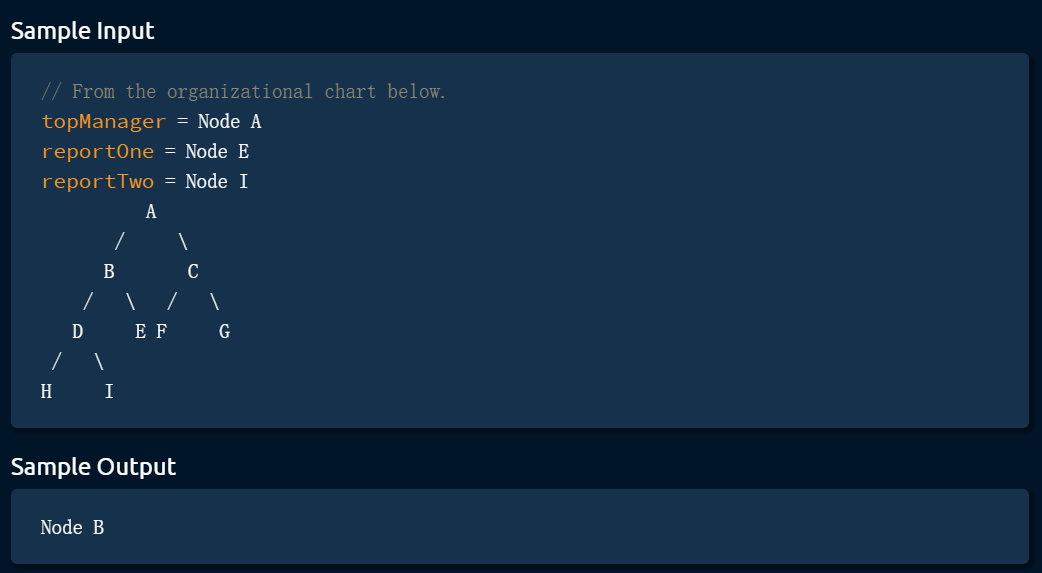 Sample Input
// From the organizational chart below.
topManager = Node A
reportOne = Node E
reportTwo = Node I
          A
       /     \
      B       C
    /   \   /   \
   D     E F     G
 /   \
H     I
Sample Output
Node B